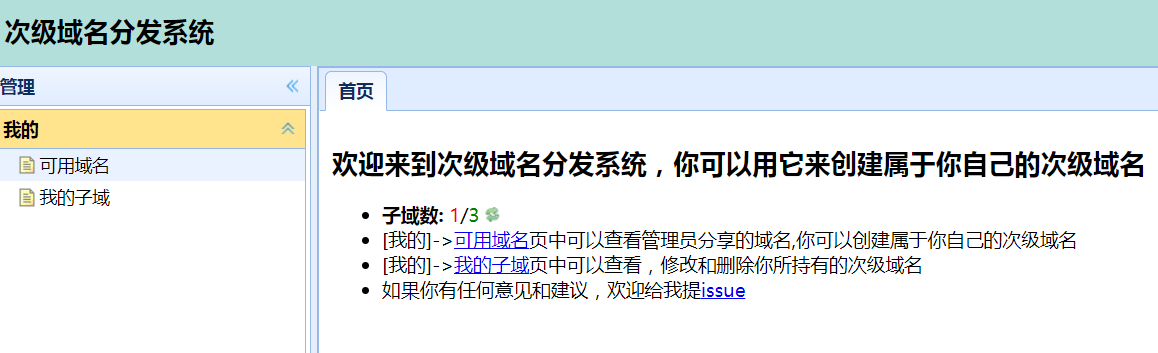 次级域名分发系统
管理
首页
我的
可用域名
我的子域
欢迎来到次级域名分发系统，你可以用它来创建属于你自己的次级域名
子域数: 1/3
[我的]->可用域名页中可以查看管理员分享的域名,你可以创建属于你自己的次级域名
[我的]->我的子域页中可以查看，修改和删除你所持有的次级域名
如果你有任何意见和建议，欢迎给我提issue